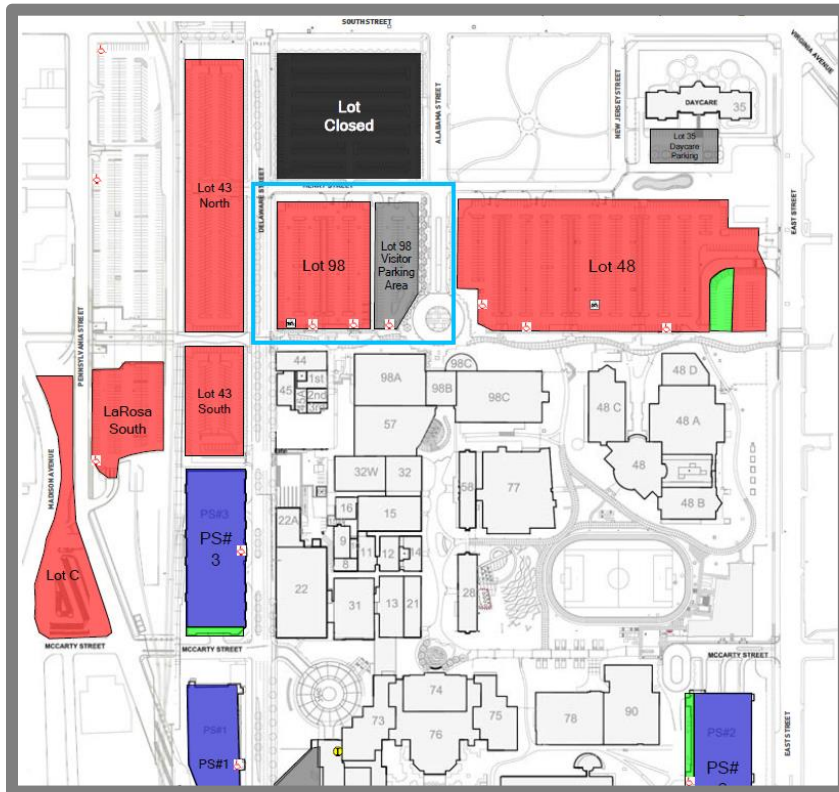 SOUTH STREET
VIRGINIA AVENUE
Lot
Closed
ALABAMA STREET
NEW JERSEY STREET
DAYCARE
35
Lot 35
Daycare
Parking
Lot 43
North
DELAWARE STREET
HENRY STREET
Lot 98
Lot 98
Visitor
Parking
Area
Lot 48
EAST STREET
PENNSYLVANIA STREET
LaRosa
South
Lot 43
South
44
45
45A
1st
2nd
3rd
98A
98B
98C
98C
57
48 C
48 D
48 A
48
48 B
MADISON AVENUE
Lot C
PS#3
PS#
3
32W
32
58
77
16
15
22A
9
8
11
12
14
22
31
13
21
28
MCCARTY STREET
MCCARTY STREET
MCCARTY STREET
PS#1
PS#1
73
74
75
76
78
90
PS#2
PS#
EAST STREET